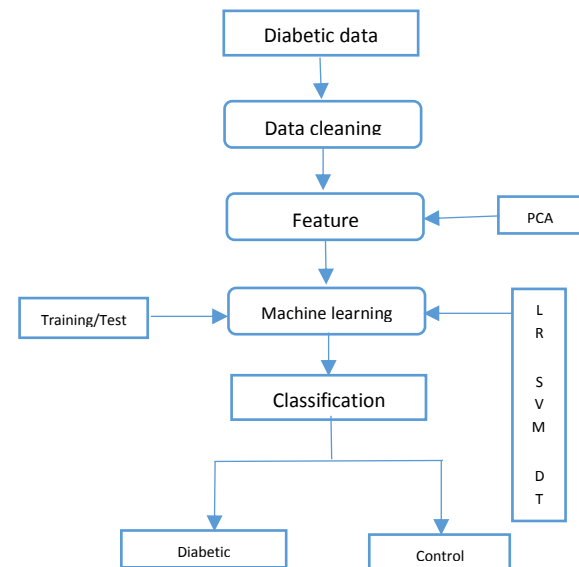 Diabetic data
Data cleaning
Feature
PCA
Training/Test
Machine learning
L
R
S
V
M
D
T
Classification
Diabetic
Control